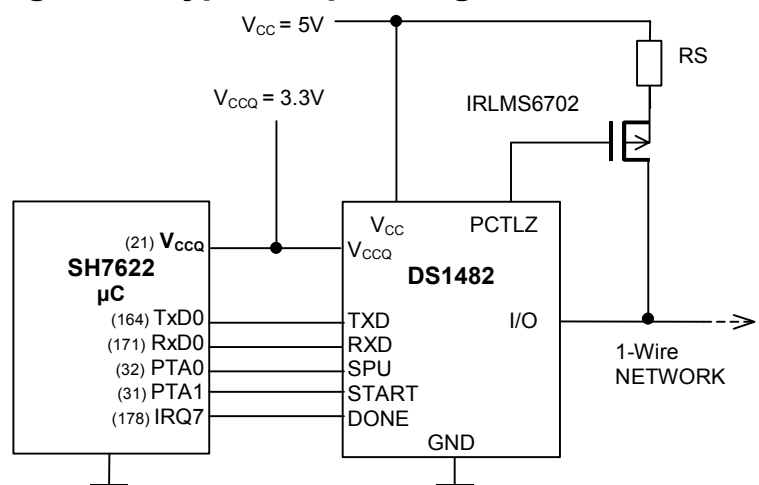 V_CC = 5V
RS
V_CCQ = 3.3V
IRLMS6702
V_CC
PCTLZ
(21) V_CCQ
V_CCQ
SH7622
µC
DS1482
(164) TxD0
TXD
I/O
(171) RxD0
RXD
(32) PTA0
SPU
(31) PTA1
START
(178) IRQ7
DONE
1-Wire
NETWORK
GND